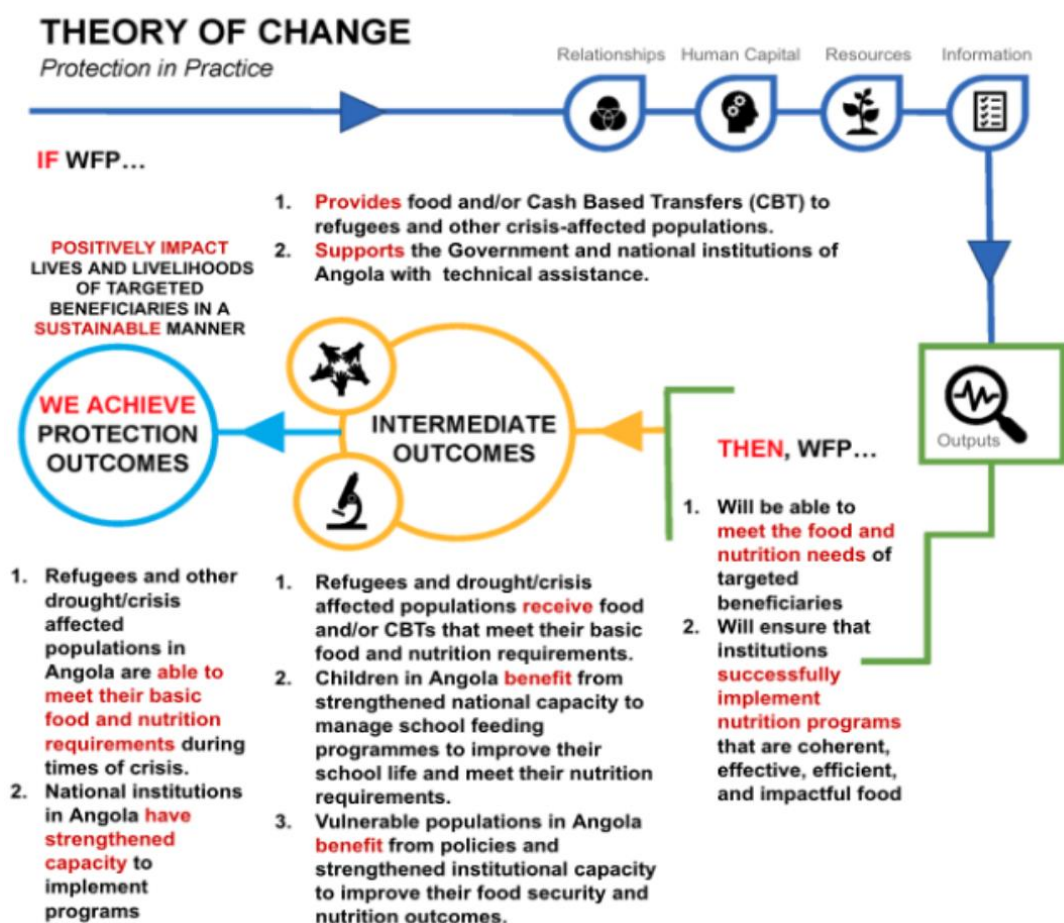 THEORY OF CHANGE
Protection in Practice
Relationships
Human Capital
Resources
Information
IF WFP...
1. Provides food and/or Cash Based Transfers (CBT) to
refugees and other crisis-affected populations.
2. Supports the Government and national institutions of
Angola with technical assistance.
POSITIVELY IMPACT
LIVES AND LIVELIHOODS
OF TARGETED
BENEFICIARIES IN A
SUSTAINABLE MANNER
Outputs
THEN, WFP...
1. Will be able to
meet the food and
nutrition needs of
targeted
beneficiaries
2. Will ensure that
institutions
successfully
implement
nutrition programs
that are coherent,
effective, efficient,
and impactful food
INTERMEDIATE
OUTCOMES
1. Refugees and drought/crisis
affected populations receive food
and/or CBTs that meet their basic
food and nutrition requirements.
2. Children in Angola benefit from
strengthened national capacity to
manage school feeding
programmes to improve their
school life and meet their nutrition
requirements.
3. Vulnerable populations in Angola
benefit from policies and
strengthened institutional capacity
to improve their food security and
nutrition outcomes.
WE ACHIEVE
PROTECTION
OUTCOMES
1. Refugees and other
drought/crisis
affected
populations in
Angola are able to
meet their basic
food and nutrition
requirements during
times of crisis.
2. National institutions
in Angola have
strengthened
capacity to
implement
programs